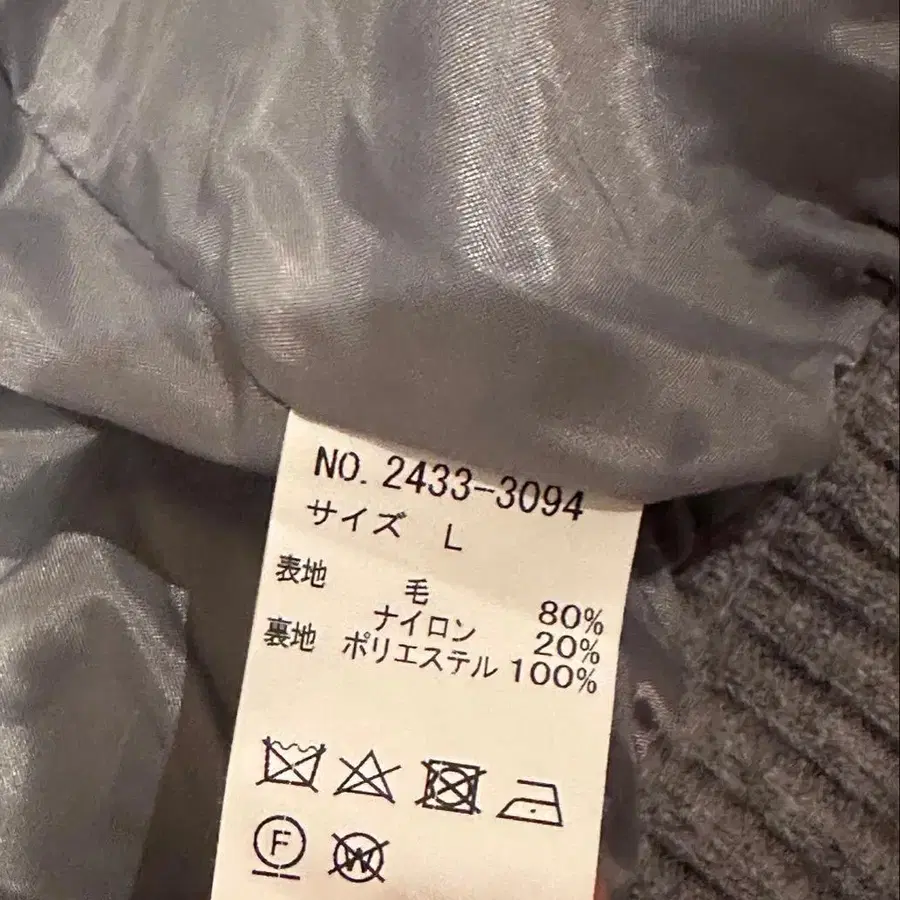 NO. 2433-3094
サイズ L
表地 毛 80%
ナイロン 20%
裏地 ポリエステル 100%
F W